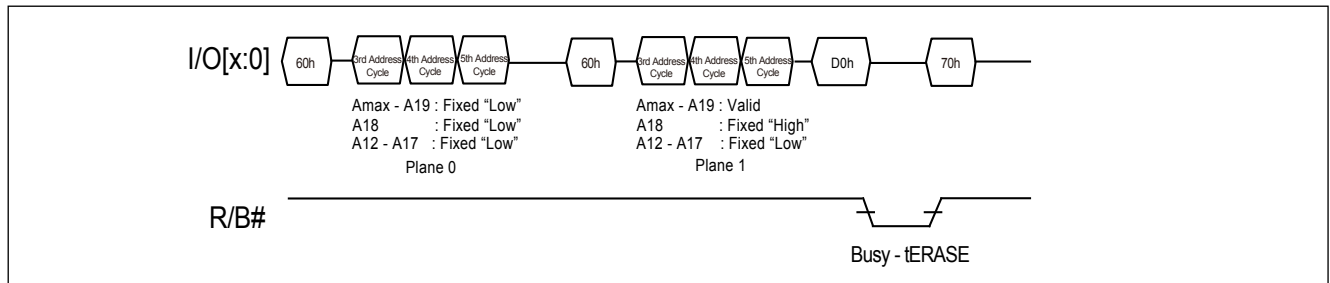 I/O[x:0]
60h
3rd Address
Cycle
4th Address
Cycle
5th Address
Cycle
60h
3rd Address
Cycle
4th Address
Cycle
5th Address
Cycle
D0h
70h
Amax - A19 : Fixed “Low”
A18 : Fixed “Low”
A12 - A17 : Fixed “Low”
Plane 0
Amax - A19 : Valid
A18 : Fixed “High”
A12 - A17 : Fixed “Low”
Plane 1
R/B#
Busy - tERASE